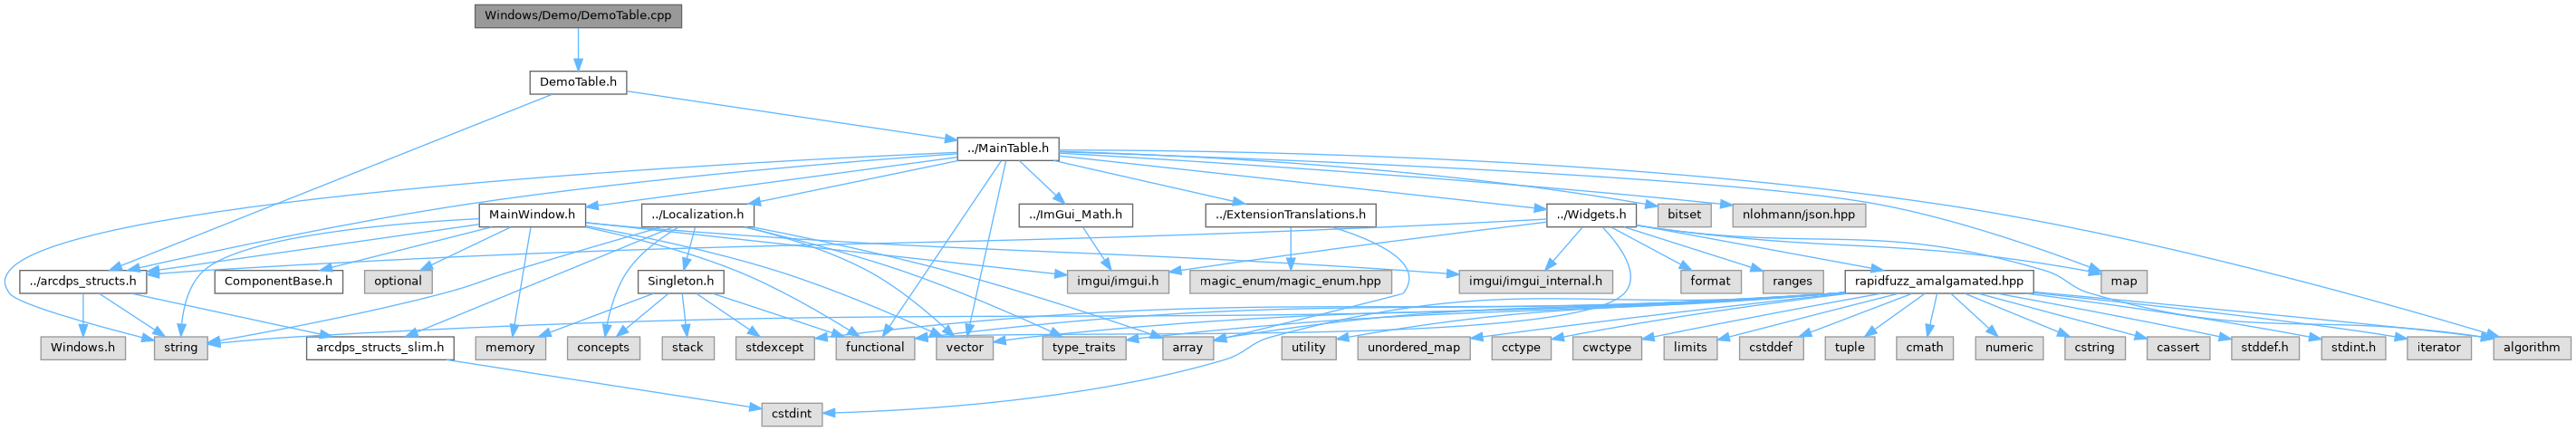 Windows/Demo/DemoTable.cpp
DemoTable.h
../MainTable.h
MainWindow.h
../Localization.h
../ImGui_Math.h
../ExtensionTranslations.h
../Widgets.h
bitset
nlohmann/json.hpp
../arcdps_structs.h
ComponentBase.h
optional
Singleton.h
imgui/imgui.h
magic_enum/magic_enum.hpp
imgui/imgui_internal.h
format
ranges
rapidfuzz_amalgamated.hpp
map
Windows.h
string
arcdps_structs_slim.h
memory
concepts
stack
stdexcept
functional
vector
type_traits
array
utility
unordered_map
cctype
cwctype
limits
cstddef
tuple
cmath
numeric
cstring
cassert
stddef.h
stdint.h
iterator
algorithm
cstdint